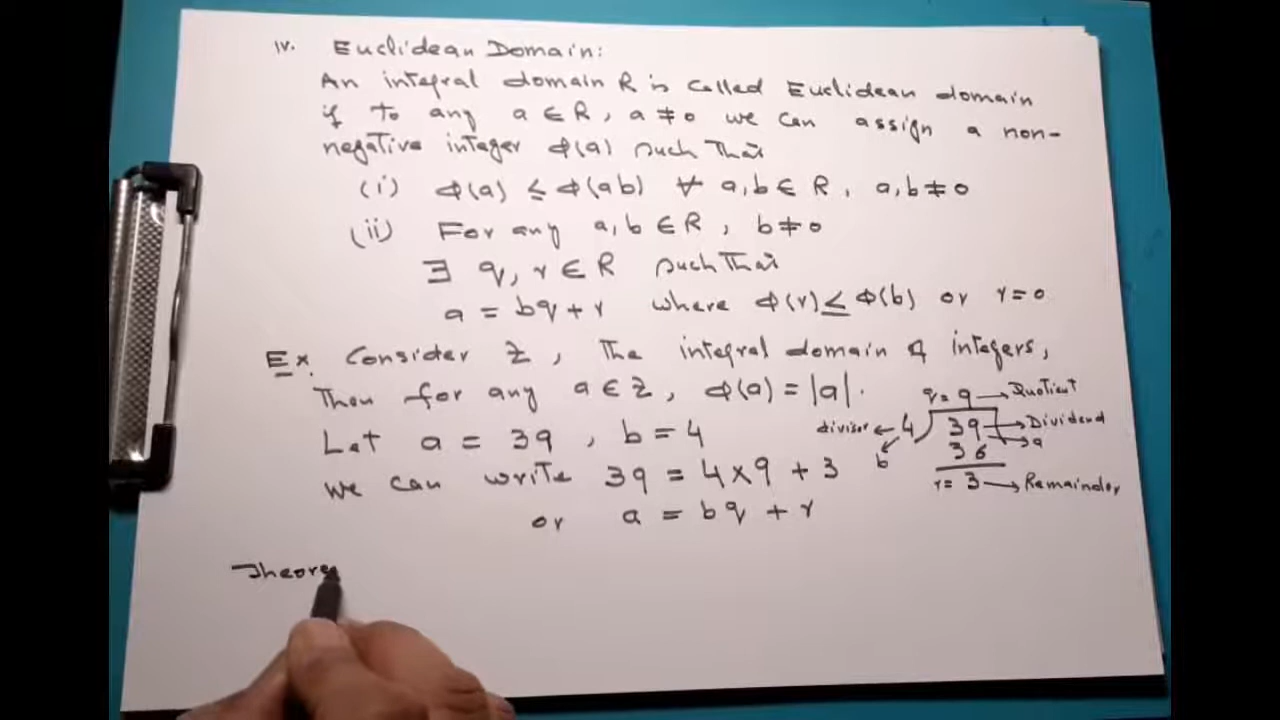 iv. Euclidean Domain:
An integral domain R is called Euclidean domain
if to any a ∈ R, a ≠ 0 we can assign a non-
negative integer ϕ(a) such that
(i) ϕ(a) ≤ ϕ(ab) ∀ a, b ∈ R, a, b ≠ 0
(ii) For any a, b ∈ R, b ≠ 0
∃ q, r ∈ R such that
a = bq + r where ϕ(r) ≤ ϕ(b) or r = 0
Ex. Consider Z, The integral domain of integers,
Then for any a ∈ Z, ϕ(a) = |a|.
q = 9 → Quotient
Let a = 39, b = 4
divisor ← 4 39 → Dividend
b 36 → a
we can write 39 = 4 × 9 + 3
r = 3 → Remainder
or a = bq + r
Theore